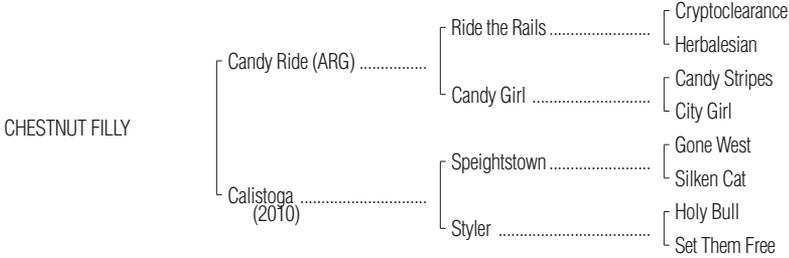 Cryptoclearance
Ride the Rails ........................
Herbalesian
Candy Ride (ARG) ................
Candy Stripes
Candy Girl ............................
City Girl
CHESTNUT FILLY
Gone West
Speightstown ........................
Silken Cat
Calistoga ..............................
(2010)
Holy Bull
Styler ....................................
Set Them Free